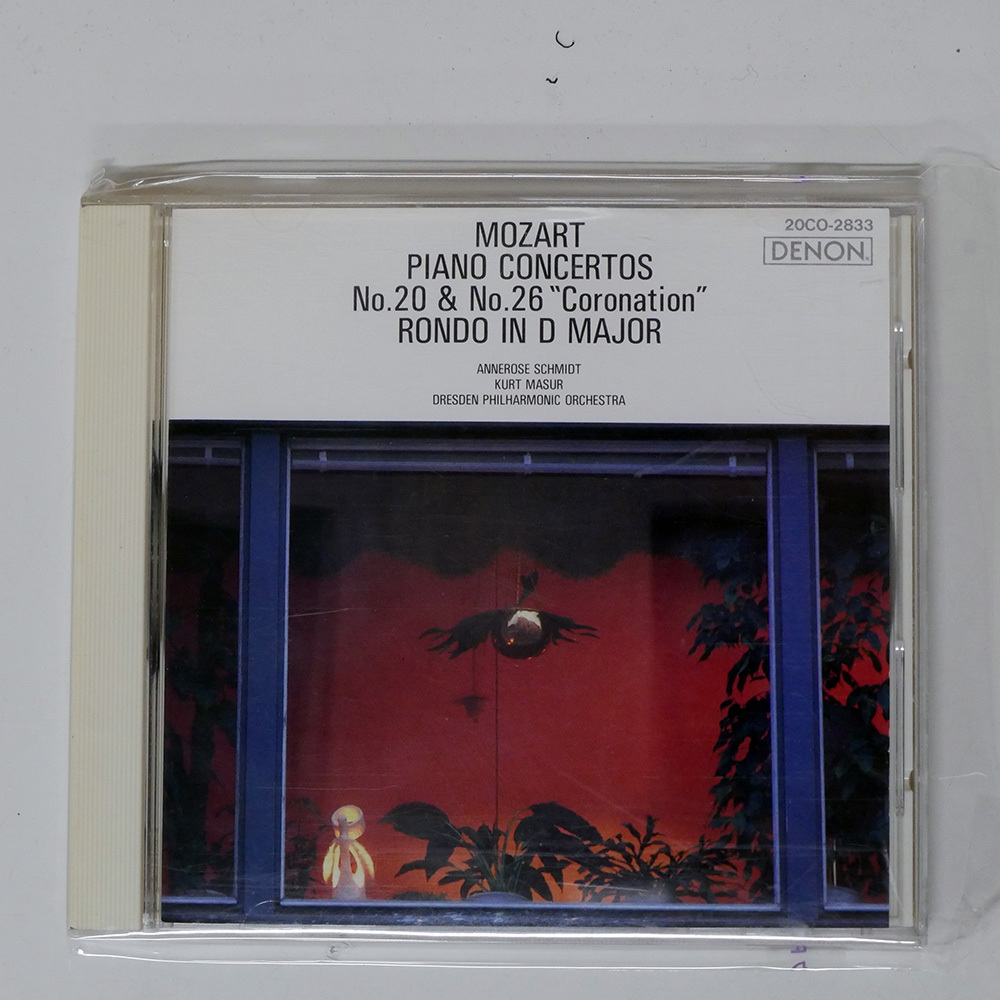 MOZART
PIANO CONCERTOS
No.20 & No.26 "Coronation"
RONDO IN D MAJOR
ANNEROSE SCHMIDT
KURT MASUR
DRESDEN PHILHARMONIC ORCHESTRA
20CO-2833
DENON